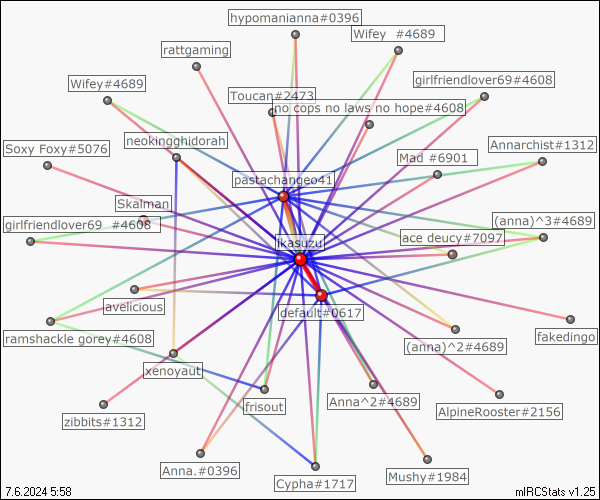 hypomanianna#0396
Wifey  #4689
rattgaming
Wifey#4689
girlfriendlover69#4608
Toucan#2473
no cops no laws no hope#4608
neokingghidorah
Annarchist#1312
Soxy Foxy#5076
Mad #6901
pastachangeo41
Skalman
girlfriendlover69  #4608
(anna)^3#4689
ace deucy#7097
ikasuzu
avelicious
default#0617
ramshackle gorey#4608
fakedingo
(anna)^2#4689
xenoyaut
zibbits#1312
frisout
Anna^2#4689
AlpineRooster#2156
Anna.#0396
Cypha#1717
Mushy#1984
7.6.2024 5:58
mIRCStats v1.25